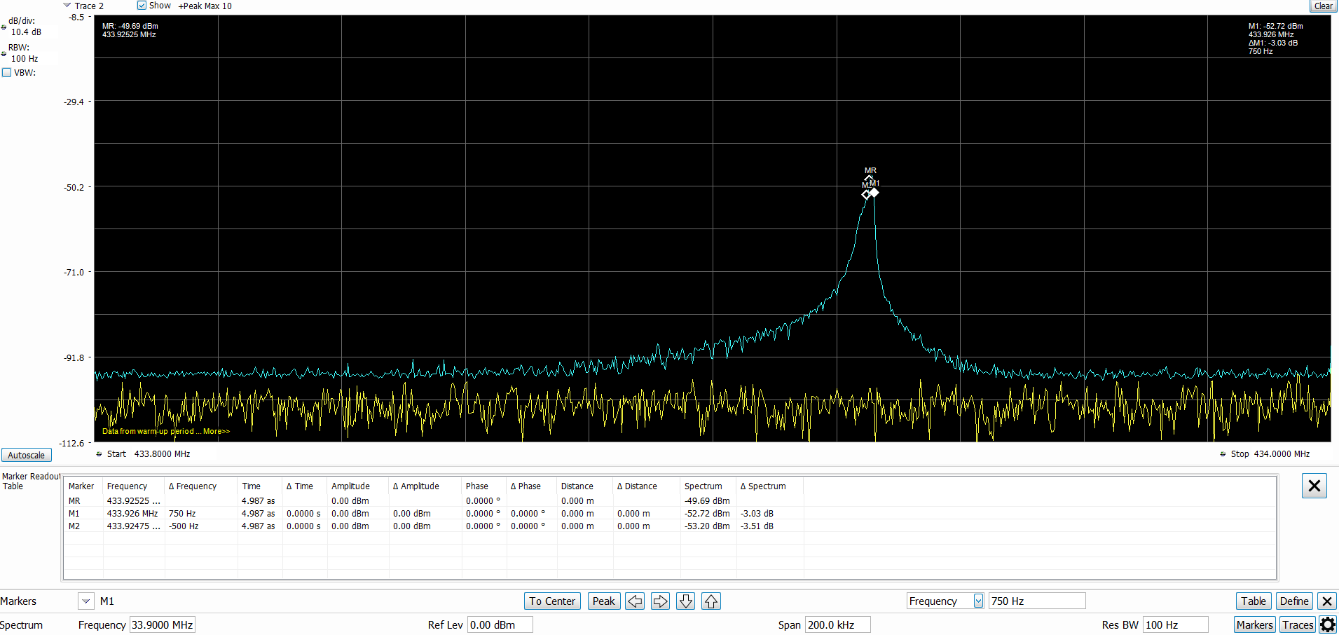 Trace 2 Show +Peak Max 10 Clear
dB/div:
10.4 dB
RBW:
100 Hz
VBW:
-8.5
-29.4
-50.2
-71.0
-91.8
-112.6
MR: -49.69 dBm
433.92525 MHz
M1: -52.72 dBm
433.926 MHz
ΔM1: -3.03 dB
750 Hz
MR
M1
Data from warm-up period ... More>>
Autoscale Start 433.8000 MHz Stop 434.0000 MHz
Marker Readout
Table
Marker Frequency Δ Frequency Time Δ Time Amplitude Δ Amplitude Phase Δ Phase Distance Δ Distance Spectrum Δ Spectrum
MR 433.92525 ... 4.987 as 0.00 dBm 0.0000 ° 0.000 m -49.69 dBm
M1 433.926 MHz 750 Hz 4.987 as 0.0000 s 0.00 dBm 0.00 dBm 0.0000 ° 0.0000 ° 0.000 m 0.000 m -52.72 dBm -3.03 dB
M2 433.92475 ... -500 Hz 4.987 as 0.0000 s 0.00 dBm 0.00 dBm 0.0000 ° 0.0000 ° 0.000 m 0.000 m -53.20 dBm -3.51 dB
Markers M1 To Center Peak Frequency 750 Hz Table Define
Spectrum Frequency 33.9000 MHz Ref Lev 0.00 dBm Span 200.0 kHz Res BW 100 Hz Markers Traces